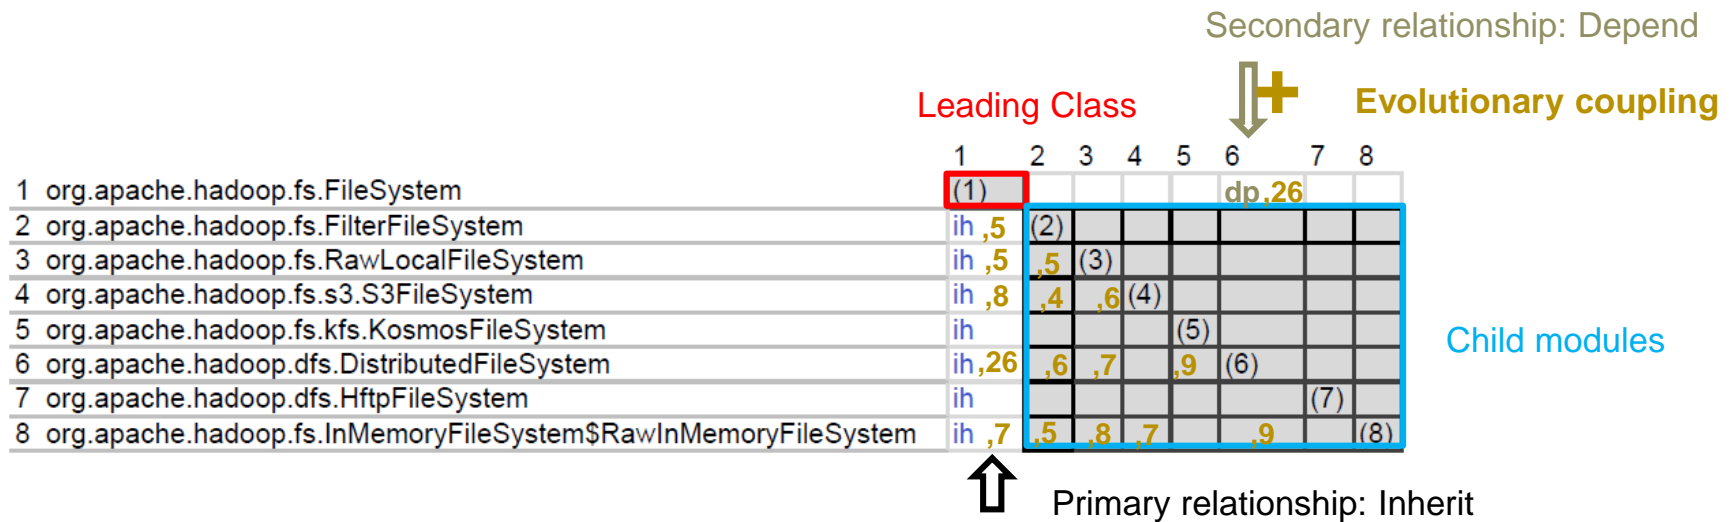 Secondary relationship: Depend
Leading Class + Evolutionary coupling
1 2 3 4 5 6 7 8
1 org.apache.hadoop.fs.FileSystem (1) dp,26
2 org.apache.hadoop.fs.FilterFileSystem ih ,5 (2)
3 org.apache.hadoop.fs.RawLocalFileSystem ih ,5 ,5 (3)
4 org.apache.hadoop.fs.s3.S3FileSystem ih ,8 ,4 ,6 (4)
5 org.apache.hadoop.fs.kfs.KosmosFileSystem ih (5)
Child modules
6 org.apache.hadoop.dfs.DistributedFileSystem ih,26 ,6 ,7 ,9 (6)
7 org.apache.hadoop.dfs.HftpFileSystem ih (7)
8 org.apache.hadoop.fs.InMemoryFileSystem$RawInMemoryFileSystem ih ,7 ,5 ,8 ,7 ,9 (8)
Primary relationship: Inherit